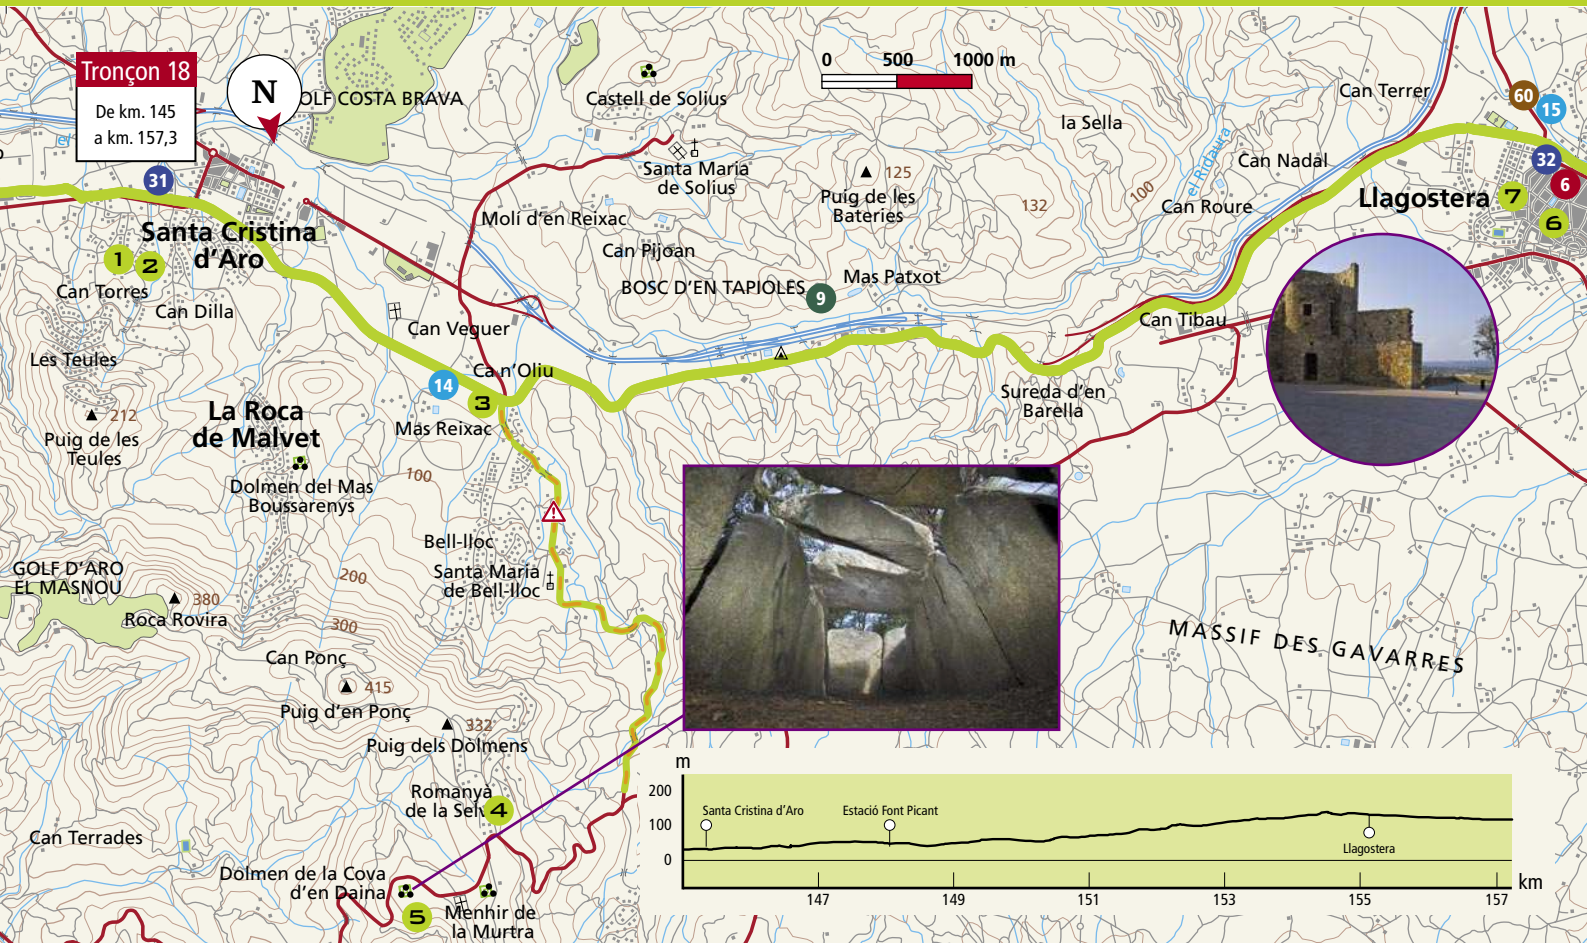 Tronçon 18
De km. 145
a km. 157,3
N
OLF COSTA BRAVA
Castell de Solius
0 500 1000 m
Can Terrer
60
15
la Sella
el Ridaura
Can Nadal
32
31
Santa Maria
de Solius
125
Puig de les
Bateries
132
100
Can Roure
Llagostera
7
6
6
Molí d'en Reixac
Santa Cristina
d'Aro
1
2
Can Pijoan
Mas Patxot
BOSC D'EN TAPIOLES
9
Can Torres
Can Dilla
Can Veguer
Can Tibau
Les Teules
Ca n'Oliu
14
3
Sureda d'en
Barella
212
Puig de les
Teules
La Roca
de Malvet
Mas Reixac
100
Dolmen del Mas
Boussarenys
Bell-lloc
GOLF D'ARO
EL MASNOU
200
Santa Maria
de Bell-lloc
380
Roca Rovira
300
MASSIF DES GAVARRES
Can Ponç
415
Puig d'en Ponç
332
Puig dels Dòlmens
Romanyà
de la Selv
4
Can Terrades
Dolmen de la Cova
d'en Daina
5
Menhir de
la Murtra
m
200
100
0
Santa Cristina d'Aro
Estació Font Picant
Llagostera
km
147 149 151 153 155 157